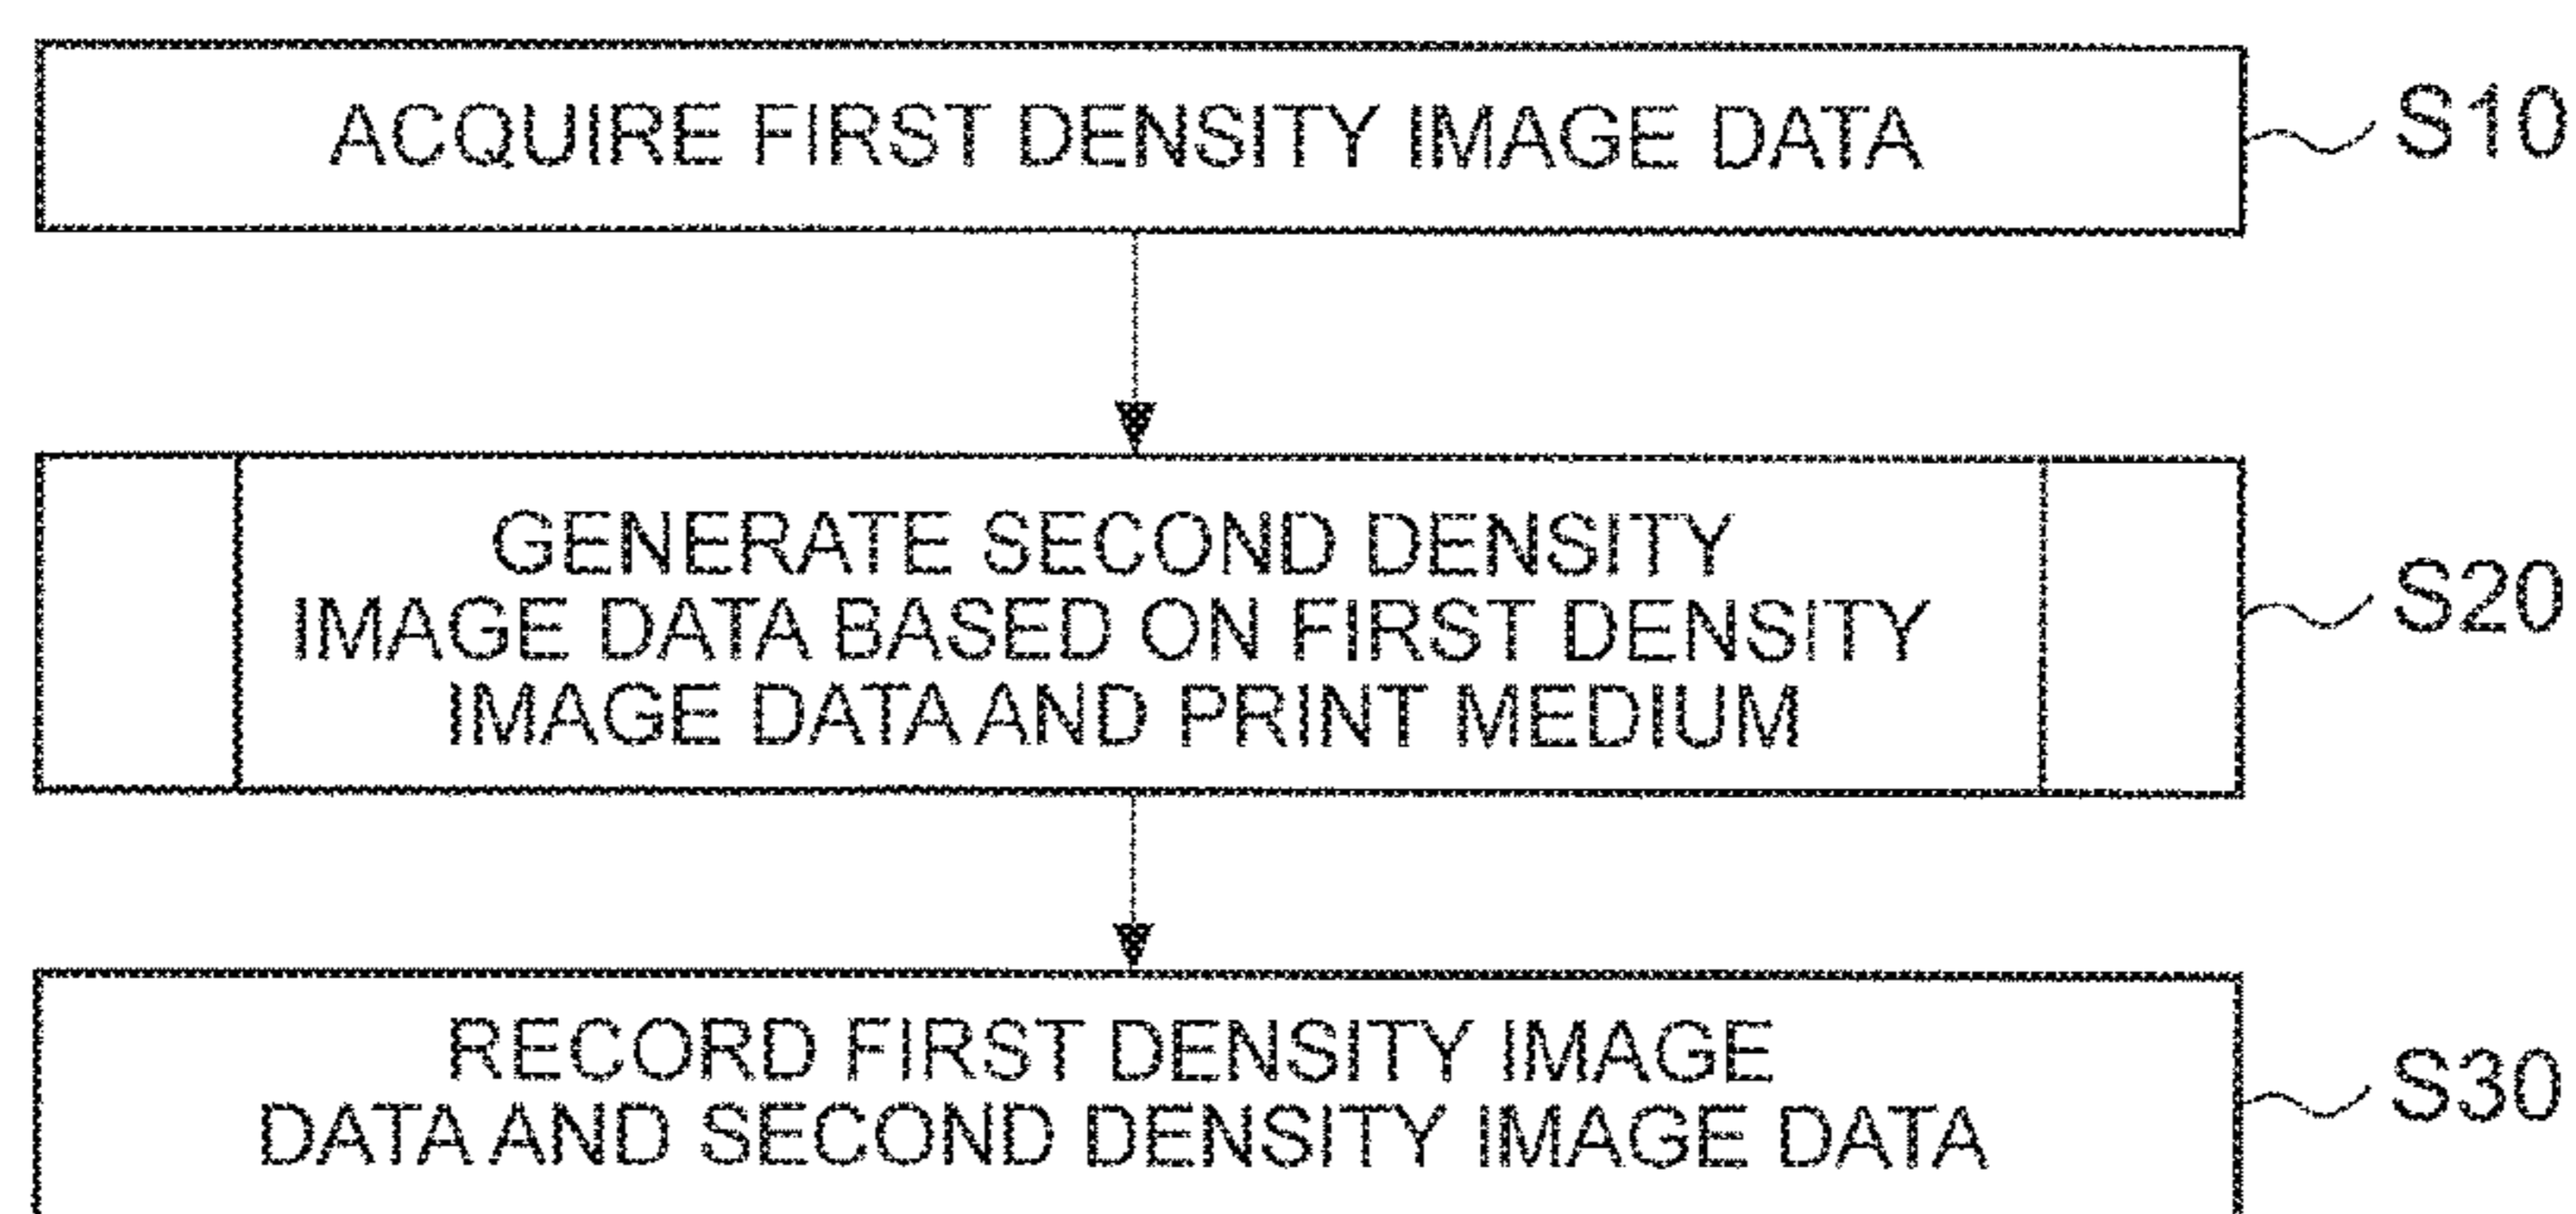 ACQUIRE FIRST DENSITY IMAGE DATA
S10
GENERATE SECOND DENSITY
IMAGE DATA BASED ON FIRST DENSITY
IMAGE DATA AND PRINT MEDIUM
S20
RECORD FIRST DENSITY IMAGE
DATA AND SECOND DENSITY IMAGE DATA
S30